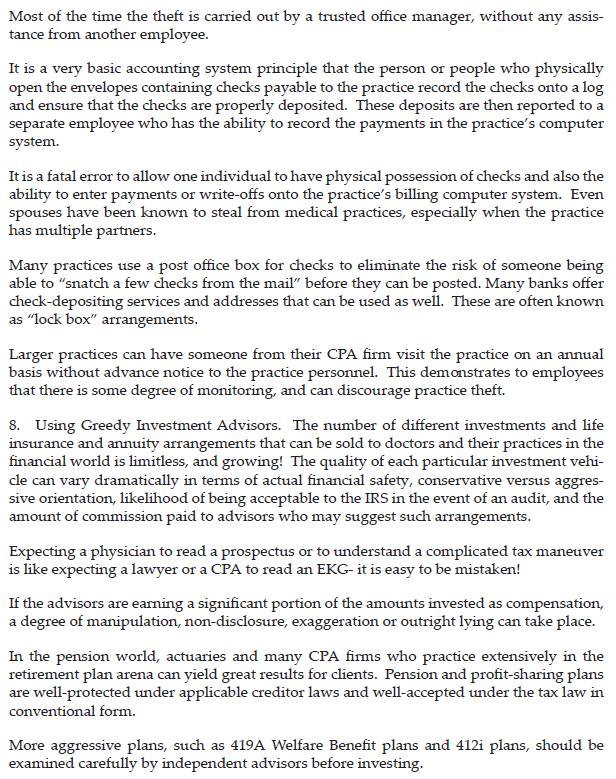 Most of the time the theft is carried out by a trusted office manager, without any assis-
tance from another employee.
It is a very basic accounting system principle that the person or people who physically
open the envelopes containing checks payable to the practice record the checks onto a log
and ensure that the checks are properly deposited.  These deposits are then reported to a
separate employee who has the ability to record the payments in the practice's computer
system.
It is a fatal error to allow one individual to have physical possession of checks and also the
ability to enter payments or write-offs onto the practice's billing computer system.  Even
spouses have been known to steal from medical practices, especially when the practice
has multiple partners.
Many practices use a post office box for checks to eliminate the risk of someone being
able to “snatch a few checks from the mail” before they can be posted. Many banks offer
check-depositing services and addresses that can be used as well.  These are often known
as “lock box” arrangements.
Larger practices can have someone from their CPA firm visit the practice on an annual
basis without advance notice to the practice personnel.  This demonstrates to employees
that there is some degree of monitoring, and can discourage practice theft.
8.   Using Greedy Investment Advisors.  The number of different investments and life
insurance and annuity arrangements that can be sold to doctors and their practices in the
financial world is limitless, and growing!  The quality of each particular investment vehi-
cle can vary dramatically in terms of actual financial safety, conservative versus aggres-
sive orientation, likelihood of being acceptable to the IRS in the event of an audit, and the
amount of commission paid to advisors who may suggest such arrangements.
Expecting a physician to read a prospectus or to understand a complicated tax maneuver
is like expecting a lawyer or a CPA to read an EKG- it is easy to be mistaken!
If the advisors are earning a significant portion of the amounts invested as compensation,
a degree of manipulation, non-disclosure, exaggeration or outright lying can take place.
In the pension world, actuaries and many CPA firms who practice extensively in the
retirement plan arena can yield great results for clients.  Pension and profit-sharing plans
are well-protected under applicable creditor laws and well-accepted under the tax law in
conventional form.
More aggressive plans, such as 419A Welfare Benefit plans and 412i plans, should be
examined carefully by independent advisors before investing.